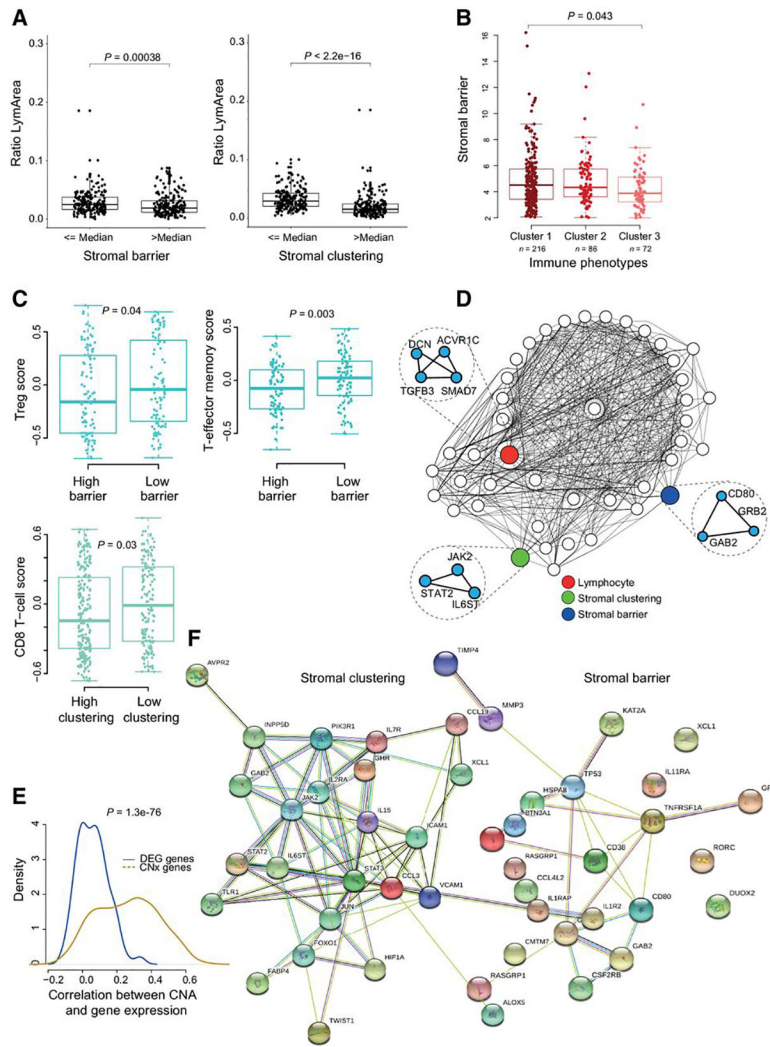 A
P = 0.00038
P < 2.2e−16
Ratio LymArea
0.3
0.2
0.1
0.0
<= Median
>Median
Stromal barrier
Ratio LymArea
0.3
0.2
0.1
0.0
<= Median
>Median
Stromal clustering
B
P = 0.043
Stromal barrier
16
14
12
10
8
6
4
2
Cluster 1
Cluster 2
Cluster 3
n = 216
n = 86
n = 72
Immune phenotypes
C
P = 0.04
Treg score
0.5
0.0
−0.5
High barrier
Low barrier
P = 0.003
T-effector memory score
0.5
0.0
−0.5
High barrier
Low barrier
P = 0.03
CD8 T-cell score
0.6
0.0
−0.6
High clustering
Low clustering
D
DCN
ACVR1C
TGFB3
SMAD7
CD80
GRB2
GAB2
JAK2
STAT2
IL6ST
Lymphocyte
Stromal clustering
Stromal barrier
E
P = 1.3e-76
DEG genes
CNx genes
Density
4
3
2
1
0
−0.2
0.0
0.2
0.4
0.6
Correlation between CNA
and gene expression
F
Stromal clustering
Stromal barrier
AVPR2
TIMP4
MMP3
CCL19
KAT2A
XCL1
INPP5D
PIK3R1
IL7R
GHR
XCL1
GAB2
IL2RA
JAK2
IL15
ICAM1
STAT2
IL6ST
STAT3
CCL3
VCAM1
TLR1
JUN
FOXO1
HIF1A
FABP4
TWIST1
TP53
IL11RA
HSPA8
TNFRSF1A
BTN3A1
CD38
RORC
RASGRP1
CCL4L2
IL1RAP
IL1R2
CD80
DUOX2
CMTM7
GAB2
CSF2RB
RASGRP1
ALOX5